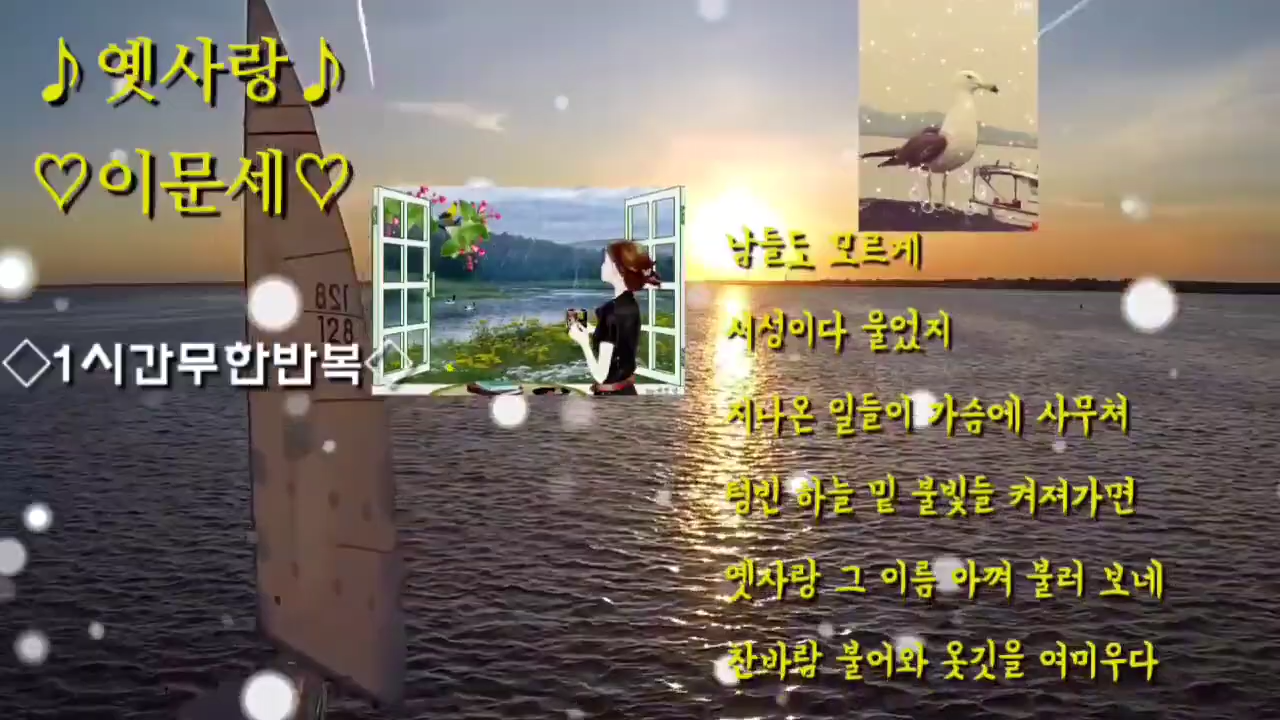 ♪옛사랑♪
♡이문세♡
◇1시간무한반복◇
128
128
남들도 모르게
서성이다 울었지
지나온 일들이 가슴에 사무쳐
텅빈 하늘 밑 불빛들 켜져가면
옛사랑 그 이름 아껴 불러 보네
찬바람 불어와 옷깃을 여미우다